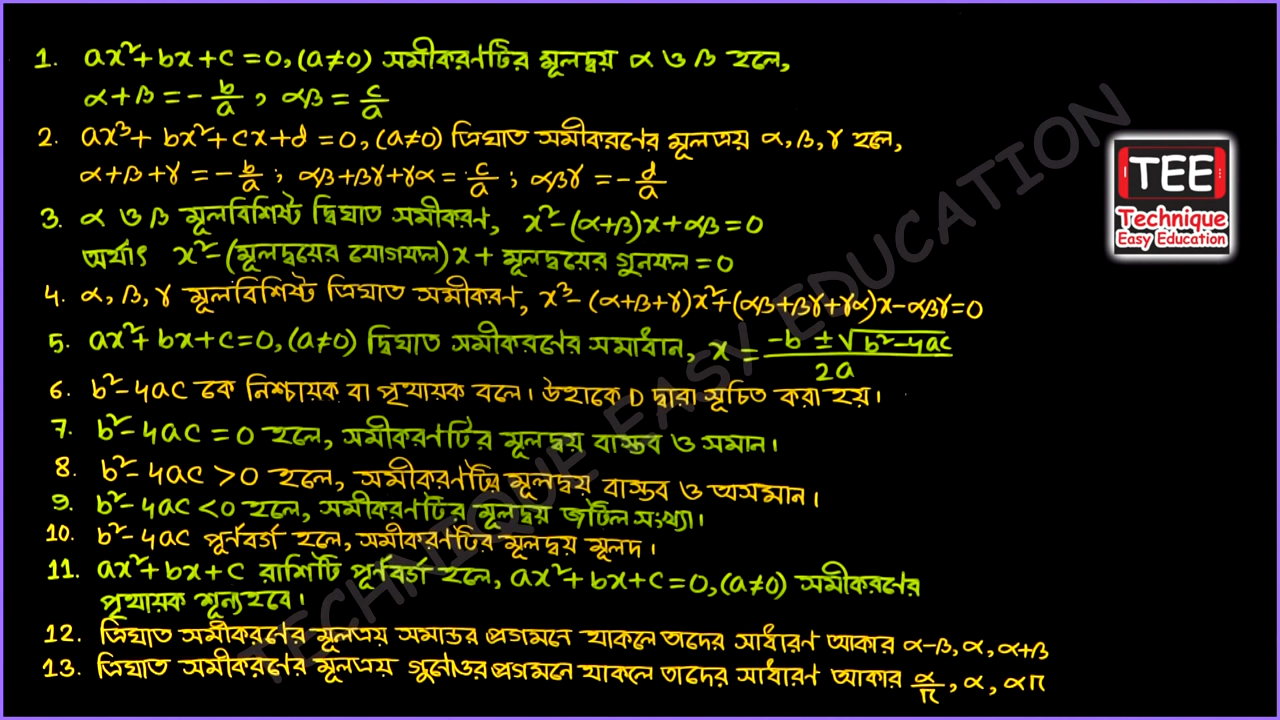 1. ax²+bx+c=0,(a≠0) সমীকরণটির মূলদ্বয় α ও β হলে,
α+β=-b/a, αβ=c/a
2. ax³+bx²+cx+d=0,(a≠0) ত্রিঘাত সমীকরণের মূলত্রয় α,β,γ হলে,
α+β+γ=-b/a; αβ+βγ+γα=c/a; αβγ=-d/a
3. α ও β মূলবিশিষ্ট দ্বিঘাত সমীকরণ, x²-(α+β)x+αβ=0
অর্থাৎ x²-(মূলদ্বয়ের যোগফল)x+মূলদ্বয়ের গুনফল=0
4. α,β,γ মূলবিশিষ্ট ত্রিঘাত সমীকরণ, x³-(α+β+γ)x²+(αβ+βγ+γα)x-αβγ=0
5. ax²+bx+c=0,(a≠0) দ্বিঘাত সমীকরণের সমাধান, x=(-b±√(b²-4ac))/2a
6. b²-4ac কে নিশ্চায়ক বা পৃথায়ক বলে। উহাকে D দ্বারা সূচিত করা হয়।
7. b²-4ac=0 হলে, সমীকরণটির মূলদ্বয় বাস্তব ও সমান।
8. b²-4ac>0 হলে, সমীকরণটির মূলদ্বয় বাস্তব ও অসমান।
9. b²-4ac<0 হলে, সমীকরণটির মূলদ্বয় জটিল সংখ্যা।
10. b²-4ac পূর্নবর্গ হলে, সমীকরণটির মূলদ্বয় মূলদ।
11. ax²+bx+c রাশিটি পূর্নবর্গ হলে, ax²+bx+c=0,(a≠0) সমীকরণের
পৃথায়ক শূন্য হবে।
12. ত্রিঘাত সমীকরণের মূলত্রয় সমান্তর প্রগমনে থাকলে তাদের সাধারণ আকার α-β,α,α+β
13. ত্রিঘাত সমীকরণের মূলত্রয় গুনোত্তর প্রগমনে থাকলে তাদের সাধারণ আকার α/π, α, απ
TEE
Technique
Easy Education
TECHNIQUE EASY EDUCATION